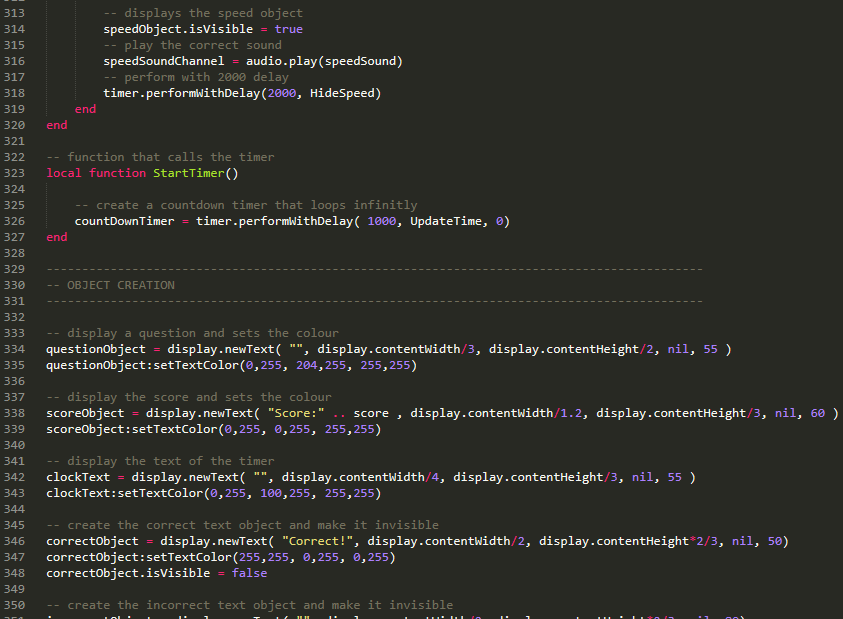 313 -- displays the speed object
314 speedObject.isVisible = true
315 -- play the correct sound
316 speedSoundChannel = audio.play(speedSound)
317 -- perform with 2000 delay
318 timer.performWithDelay(2000, HideSpeed)
319 end
320 end
321
322 -- function that calls the timer
323 local function StartTimer()
324
325 -- create a countdown timer that loops infinitly
326 countDownTimer = timer.performWithDelay( 1000, UpdateTime, 0)
327 end
328
329 --------------------------------------------------------------------------------------------
330 -- OBJECT CREATION
331 --------------------------------------------------------------------------------------------
332
333 -- display a question and sets the colour
334 questionObject = display.newText( "", display.contentWidth/3, display.contentHeight/2, nil, 55 )
335 questionObject:setTextColor(0,255, 204,255, 255,255)
336
337 -- display the score and sets the colour
338 scoreObject = display.newText( "Score:" .. score , display.contentWidth/1.2, display.contentHeight/3, nil, 60 )
339 scoreObject:setTextColor(0,255, 0,255, 255,255)
340
341 -- display the text of the timer
342 clockText = display.newText( "", display.contentWidth/4, display.contentHeight/3, nil, 55 )
343 clockText:setTextColor(0,255, 100,255, 255,255)
344
345 -- create the correct text object and make it invisible
346 correctObject = display.newText( "Correct!", display.contentWidth/2, display.contentHeight*2/3, nil, 50)
347 correctObject:setTextColor(255,255, 0,255, 0,255)
348 correctObject.isVisible = false
349
350 -- create the incorrect text object and make it invisible